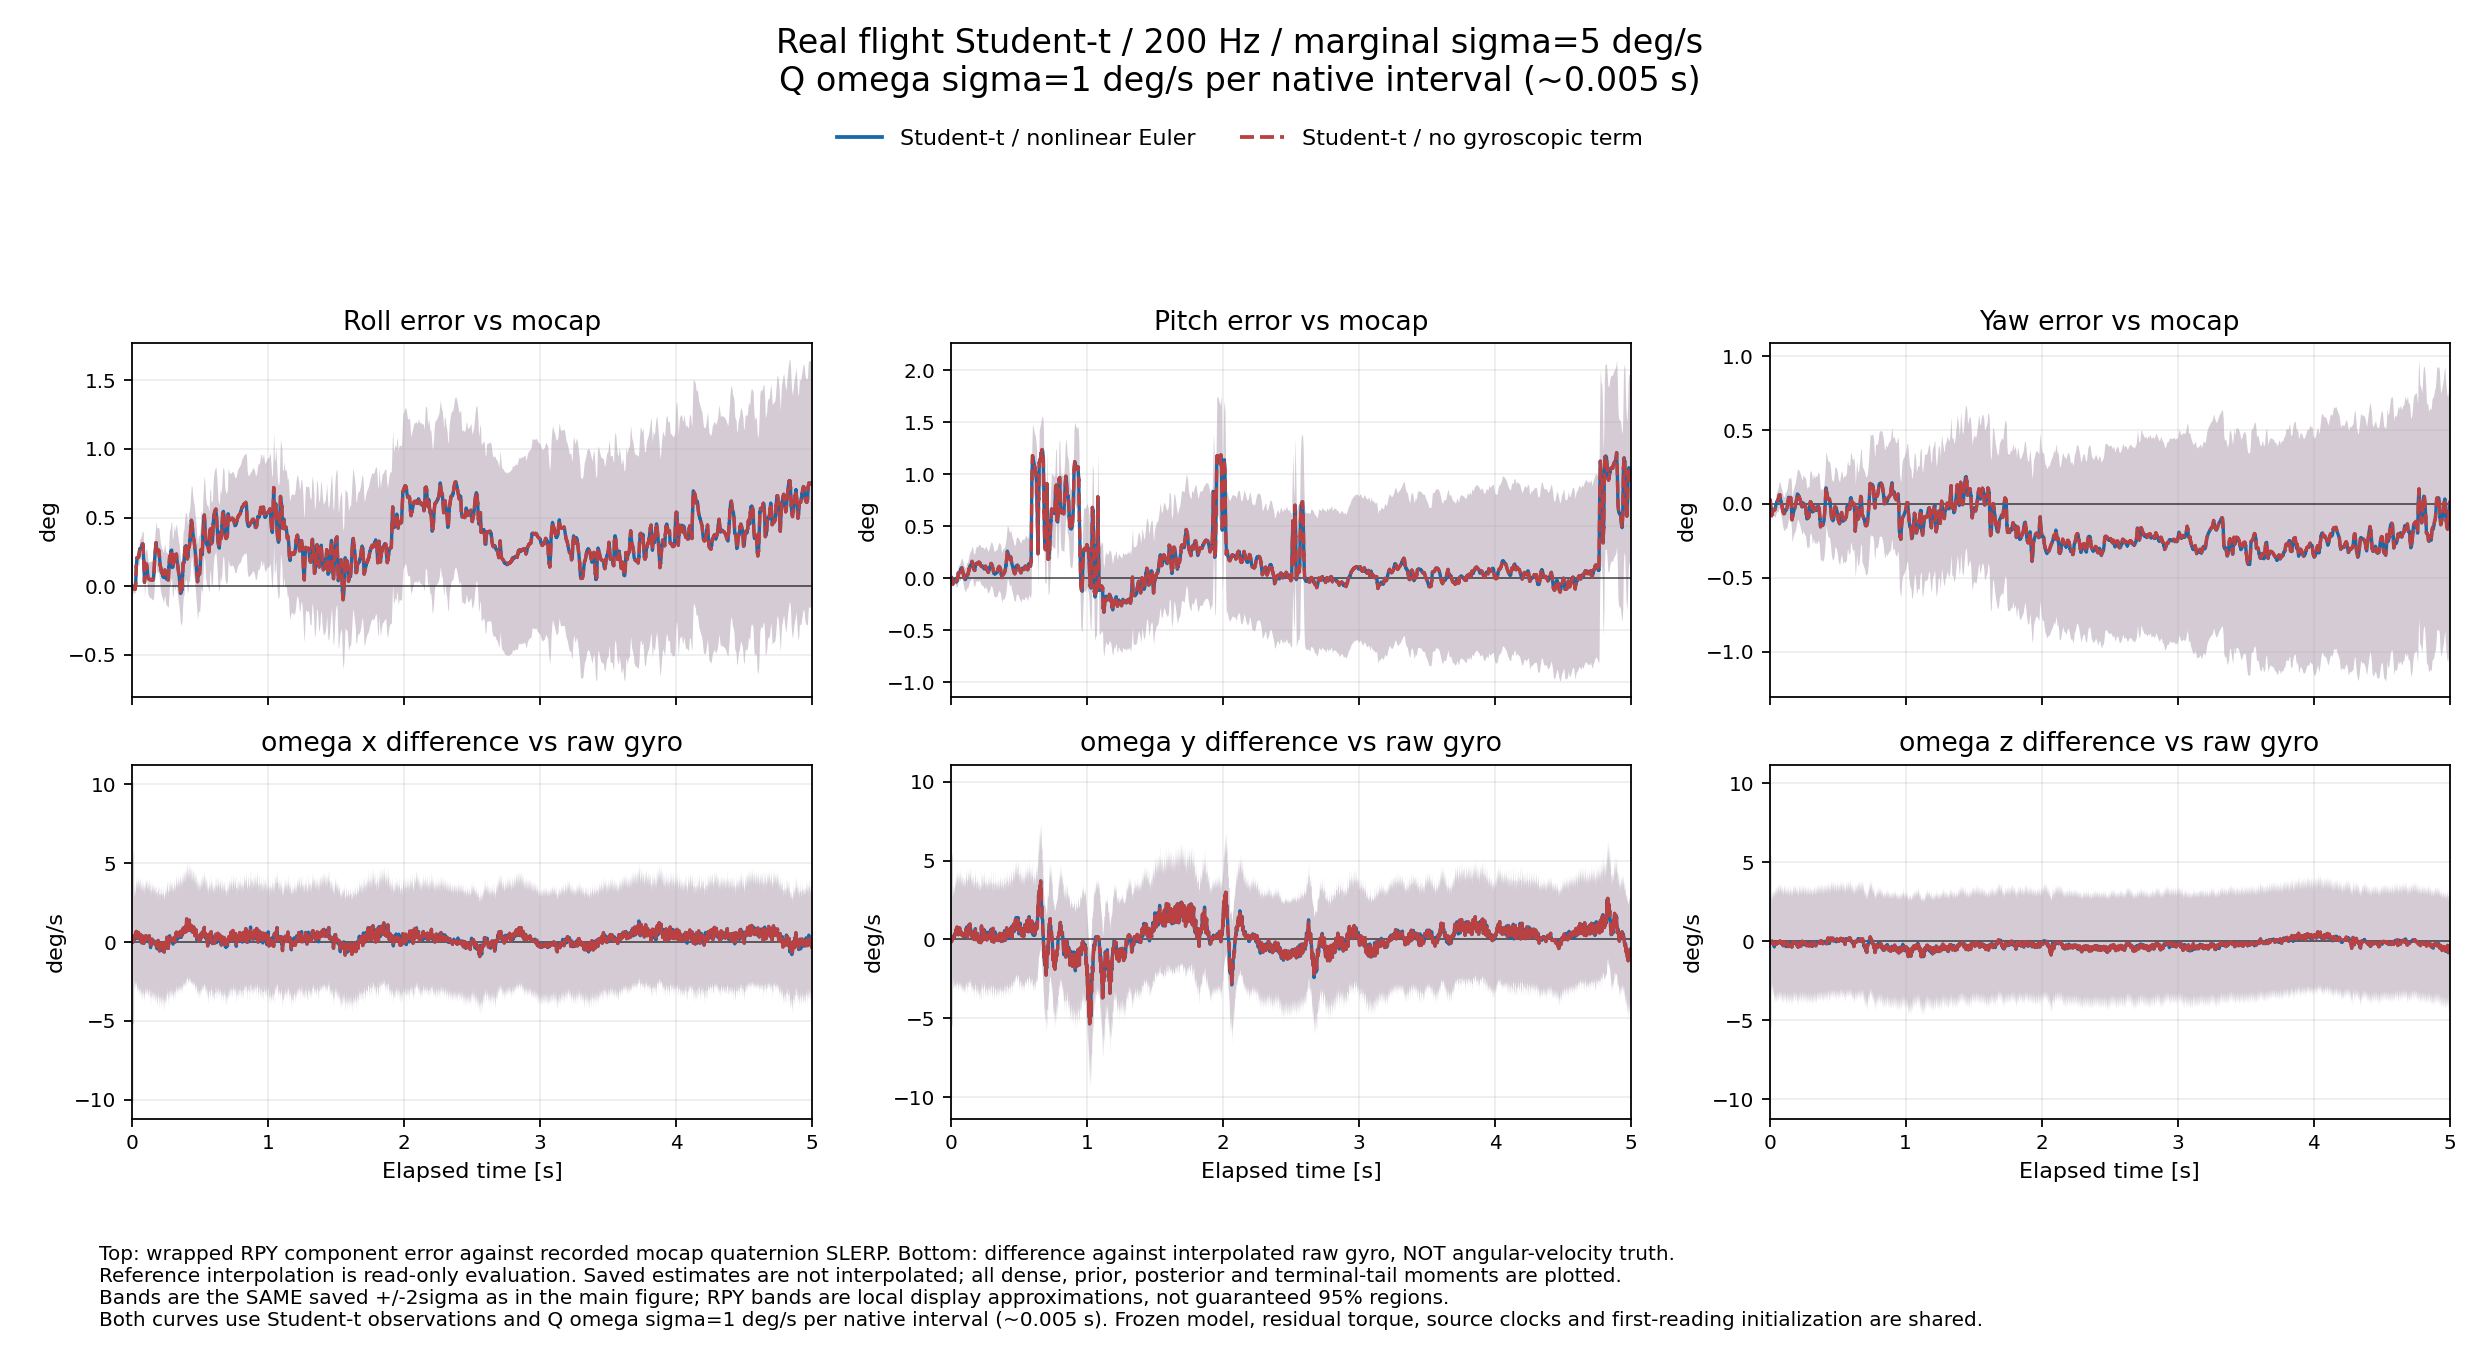 Real flight Student-t / 200 Hz / marginal sigma=5 deg/s
Q omega sigma=1 deg/s per native interval (~0.005 s)
Student-t / nonlinear Euler
Student-t / no gyroscopic term
Roll error vs mocap
deg
1.5
1.0
0.5
0.0
−0.5
Pitch error vs mocap
deg
2.0
1.5
1.0
0.5
0.0
−0.5
−1.0
Yaw error vs mocap
deg
1.0
0.5
0.0
−0.5
−1.0
omega x difference vs raw gyro
deg/s
10
5
0
−5
−10
0 1 2 3 4 5
Elapsed time [s]
omega y difference vs raw gyro
deg/s
10
5
0
−5
−10
0 1 2 3 4 5
Elapsed time [s]
omega z difference vs raw gyro
deg/s
10
5
0
−5
−10
0 1 2 3 4 5
Elapsed time [s]
Top: wrapped RPY component error against recorded mocap quaternion SLERP. Bottom: difference against interpolated raw gyro, NOT angular-velocity truth.
Reference interpolation is read-only evaluation. Saved estimates are not interpolated; all dense, prior, posterior and terminal-tail moments are plotted.
Bands are the SAME saved +/-2sigma as in the main figure; RPY bands are local display approximations, not guaranteed 95% regions.
Both curves use Student-t observations and Q omega sigma=1 deg/s per native interval (~0.005 s). Frozen model, residual torque, source clocks and first-reading initialization are shared.